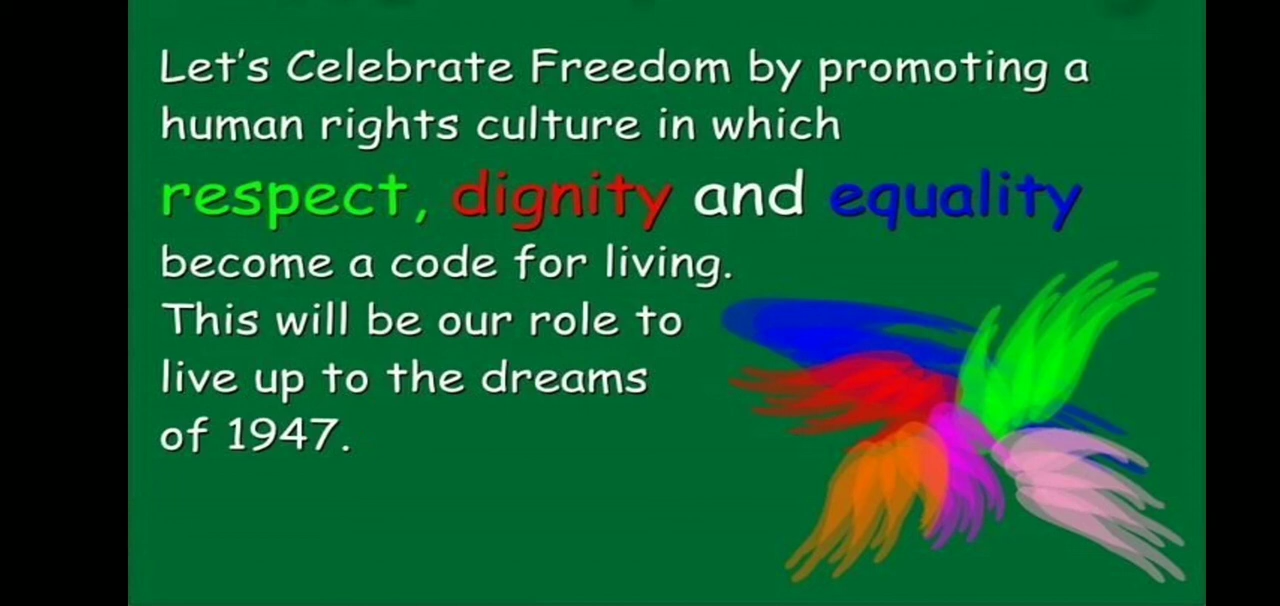 Let's Celebrate Freedom by promoting a
human rights culture in which
respect, dignity and equality
become a code for living.
This will be our role to
live up to the dreams
of 1947.